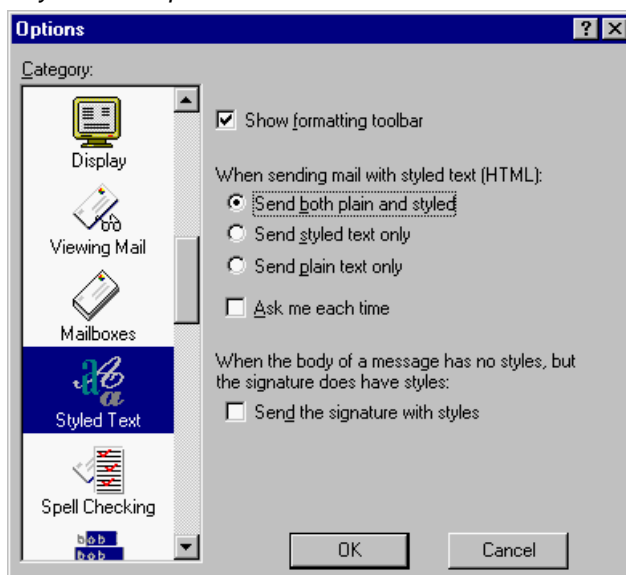 Options
Category:
Display
Viewing Mail
Mailboxes
Styled Text
Spell Checking
bob
bob
Show formatting toolbar
When sending mail with styled text (HTML):
Send both plain and styled
Send styled text only
Send plain text only
Ask me each time
When the body of a message has no styles, but
the signature does have styles:
Send the signature with styles
OK
Cancel